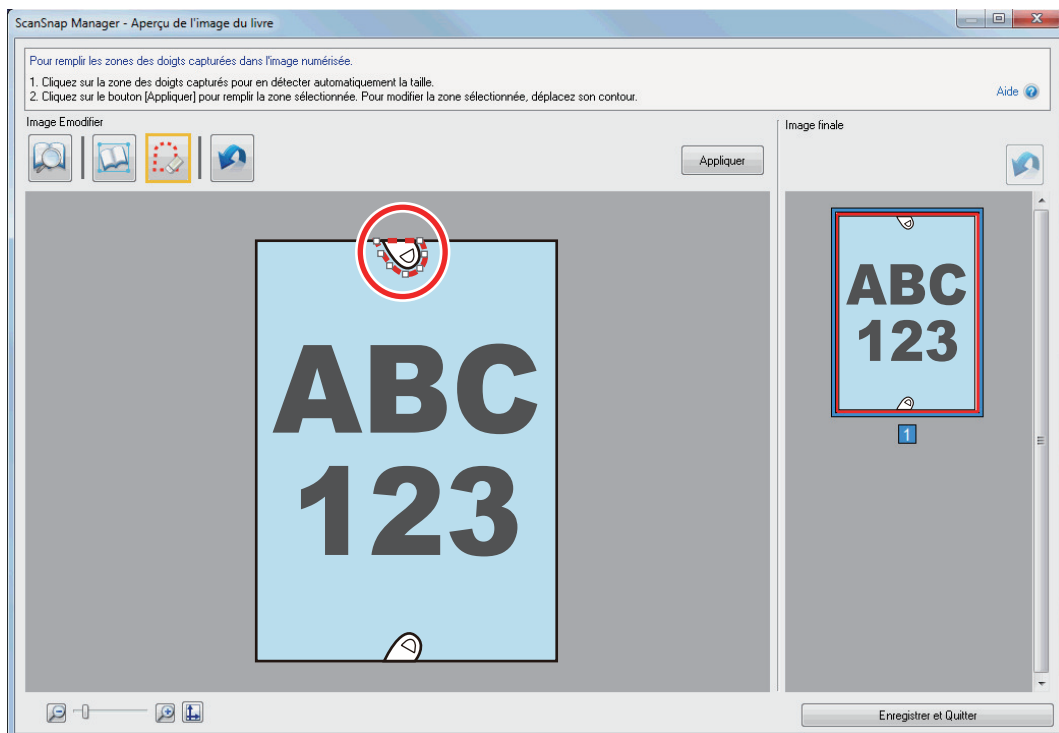 ScanSnap Manager - Aperçu de l'image du livre
Pour remplir les zones des doigts capturées dans l'image numérisée.
1. Cliquez sur la zone des doigts capturés pour en détecter automatiquement la taille.
2. Cliquez sur le bouton [Appliquer] pour remplir la zone sélectionnée. Pour modifier la zone sélectionnée, déplacez son contour.
Aide
Image Emodifier
Image finale
Appliquer
ABC
123
ABC
123
1
Enregistrer et Quitter